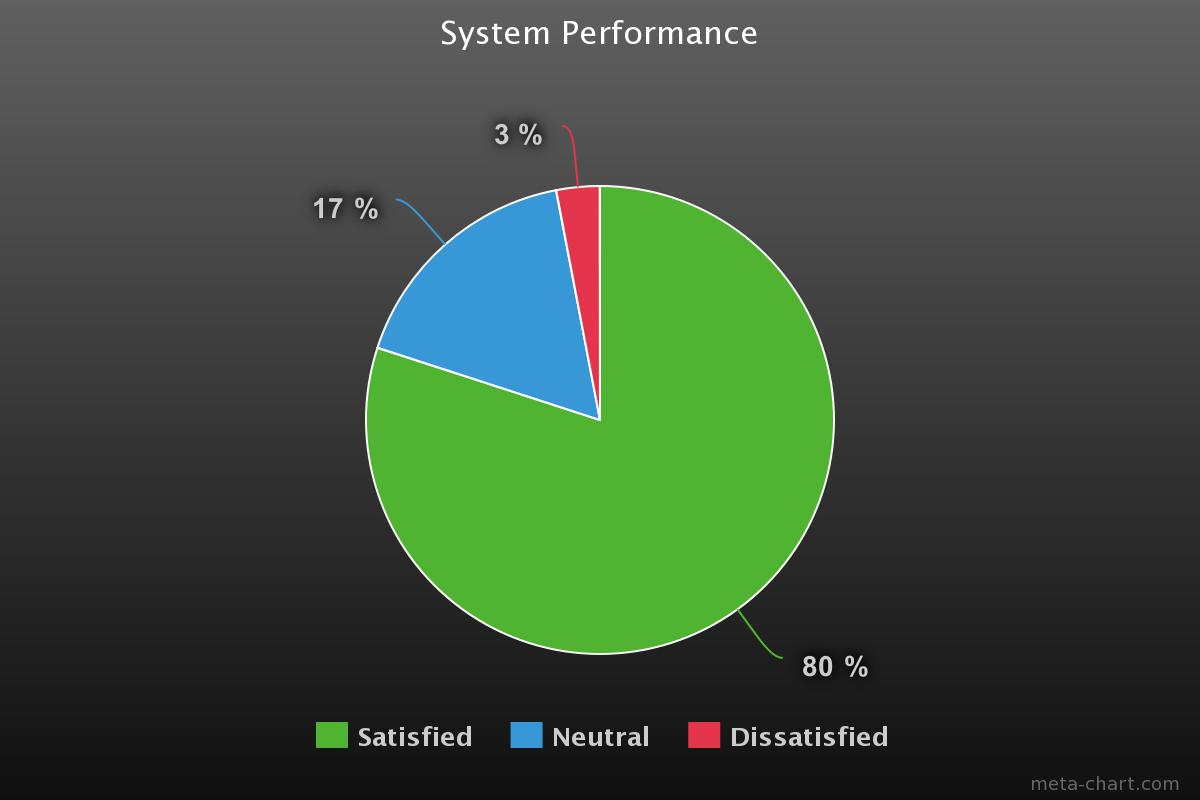 System Performance
3 %
17 %
80 %
Satisfied Neutral Dissatisfied
meta-chart.com